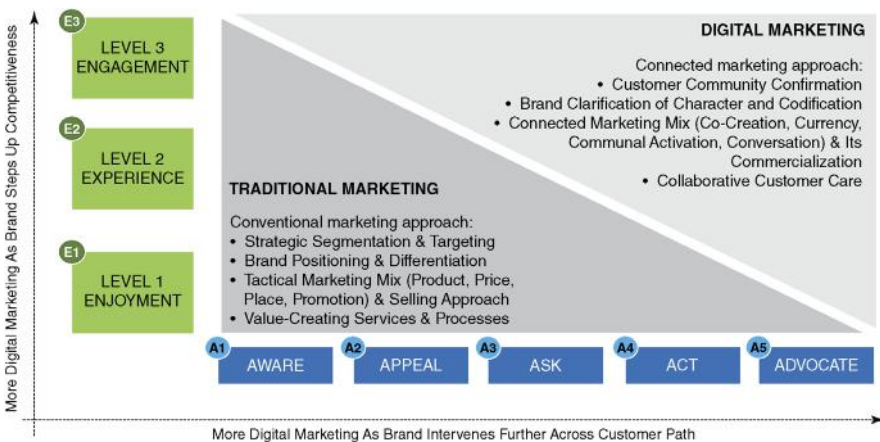 More Digital Marketing As Brand Steps Up Competitiveness
E3
LEVEL 3
ENGAGEMENT
E2
LEVEL 2
EXPERIENCE
E1
LEVEL 1
ENJOYMENT
DIGITAL MARKETING
Connected marketing approach:
• Customer Community Confirmation
• Brand Clarification of Character and Codification
• Connected Marketing Mix (Co-Creation, Currency,
Communal Activation, Conversation) & Its
Commercialization
• Collaborative Customer Care
TRADITIONAL MARKETING
Conventional marketing approach:
• Strategic Segmentation & Targeting
• Brand Positioning & Differentiation
• Tactical Marketing Mix (Product, Price,
Place, Promotion) & Selling Approach
• Value-Creating Services & Processes
A1
AWARE
A2
APPEAL
A3
ASK
A4
ACT
A5
ADVOCATE
More Digital Marketing As Brand Intervenes Further Across Customer Path